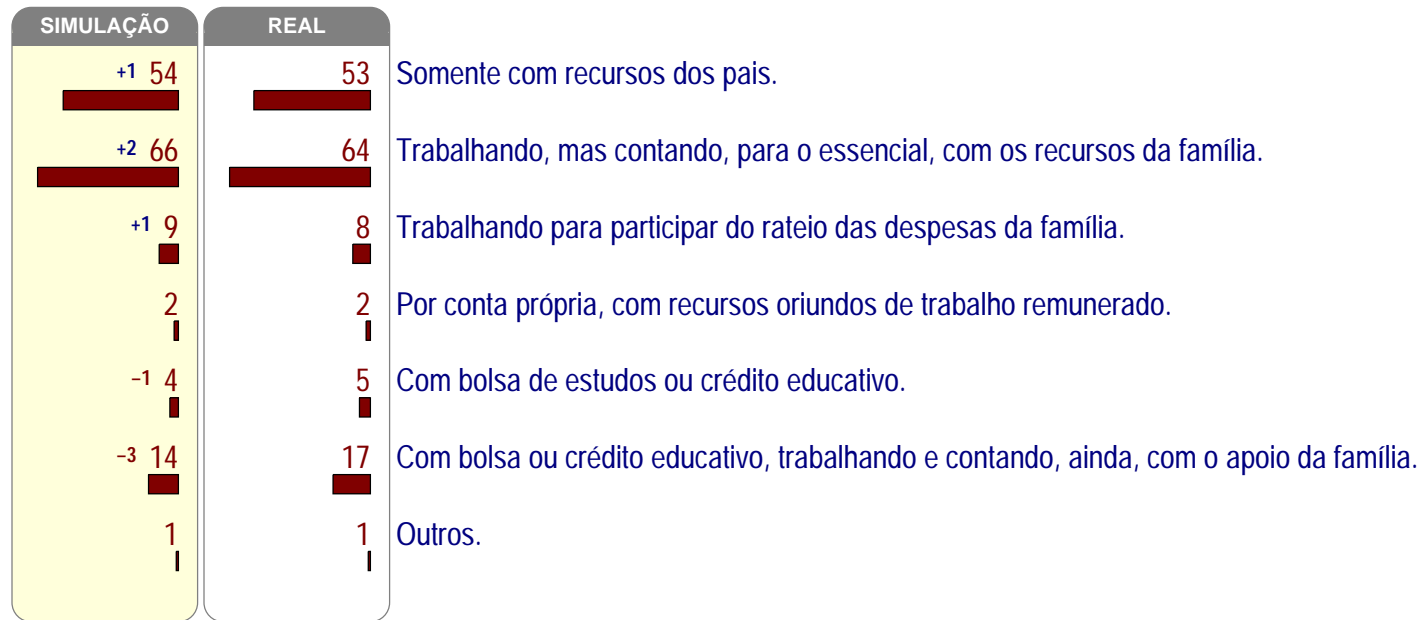 SIMULAÇÃO REAL
+1 54 53 Somente com recursos dos pais.
+2 66 64 Trabalhando, mas contando, para o essencial, com os recursos da família.
+1 9 8 Trabalhando para participar do rateio das despesas da família.
2 2 Por conta própria, com recursos oriundos de trabalho remunerado.
−1 4 5 Com bolsa de estudos ou crédito educativo.
−3 14 17 Com bolsa ou crédito educativo, trabalhando e contando, ainda, com o apoio da família.
1 1 Outros.